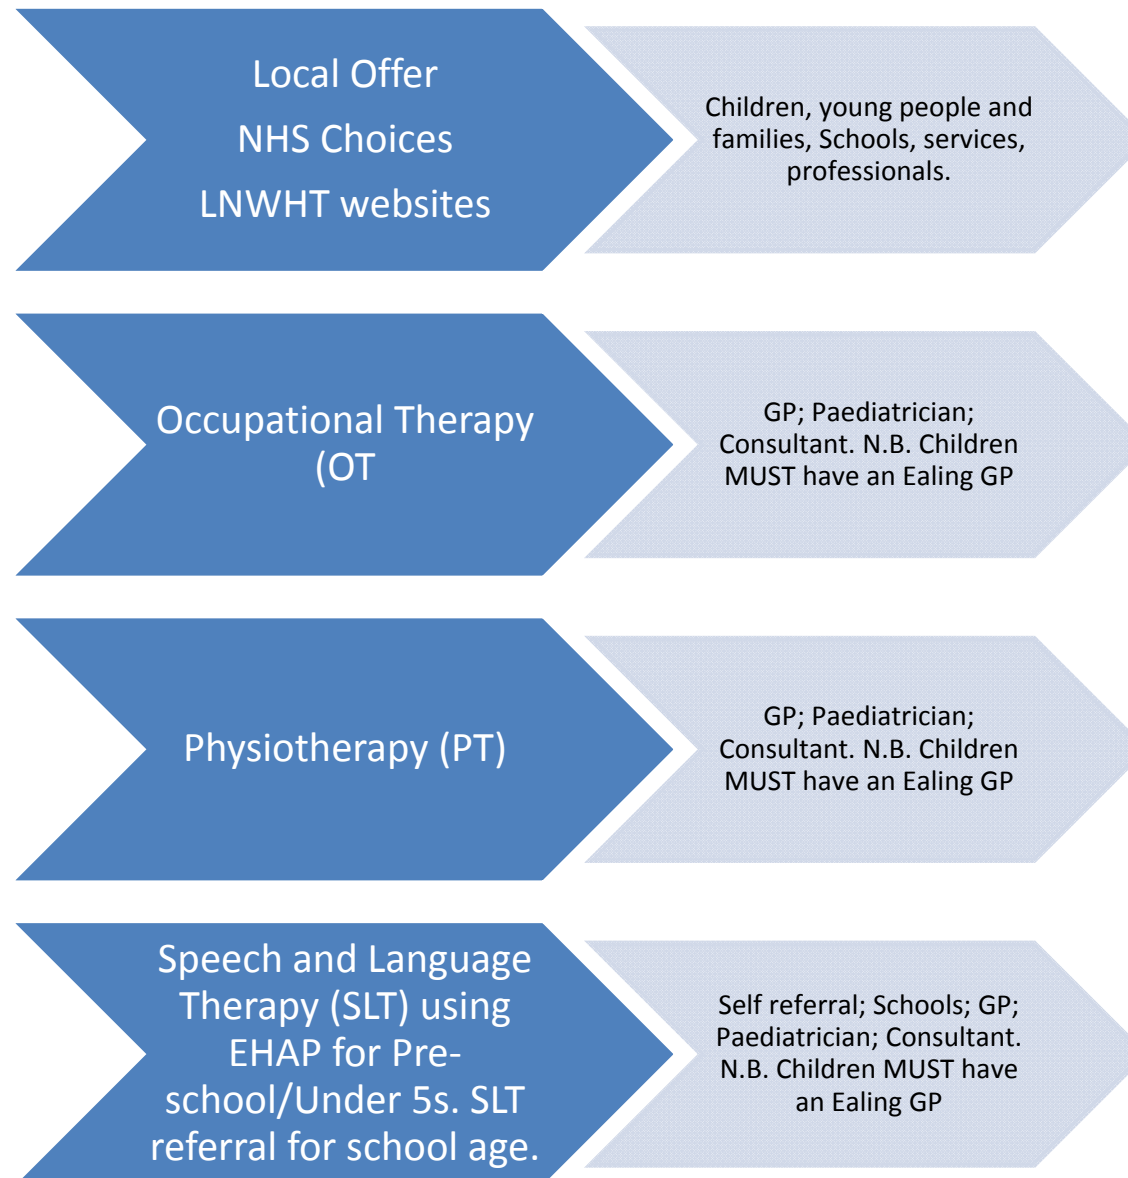 Local Offer
NHS Choices
LNWHT websites
Children, young people and
families, Schools, services,
professionals.
Occupational Therapy
(OT
GP; Paediatrician;
Consultant. N.B. Children
MUST have an Ealing GP
Physiotherapy (PT)
GP; Paediatrician;
Consultant. N.B. Children
MUST have an Ealing GP
Speech and Language
Therapy (SLT) using
EHAP for Pre-
school/Under 5s. SLT
referral for school age.
Self referral; Schools; GP;
Paediatrician; Consultant.
N.B. Children MUST have
an Ealing GP